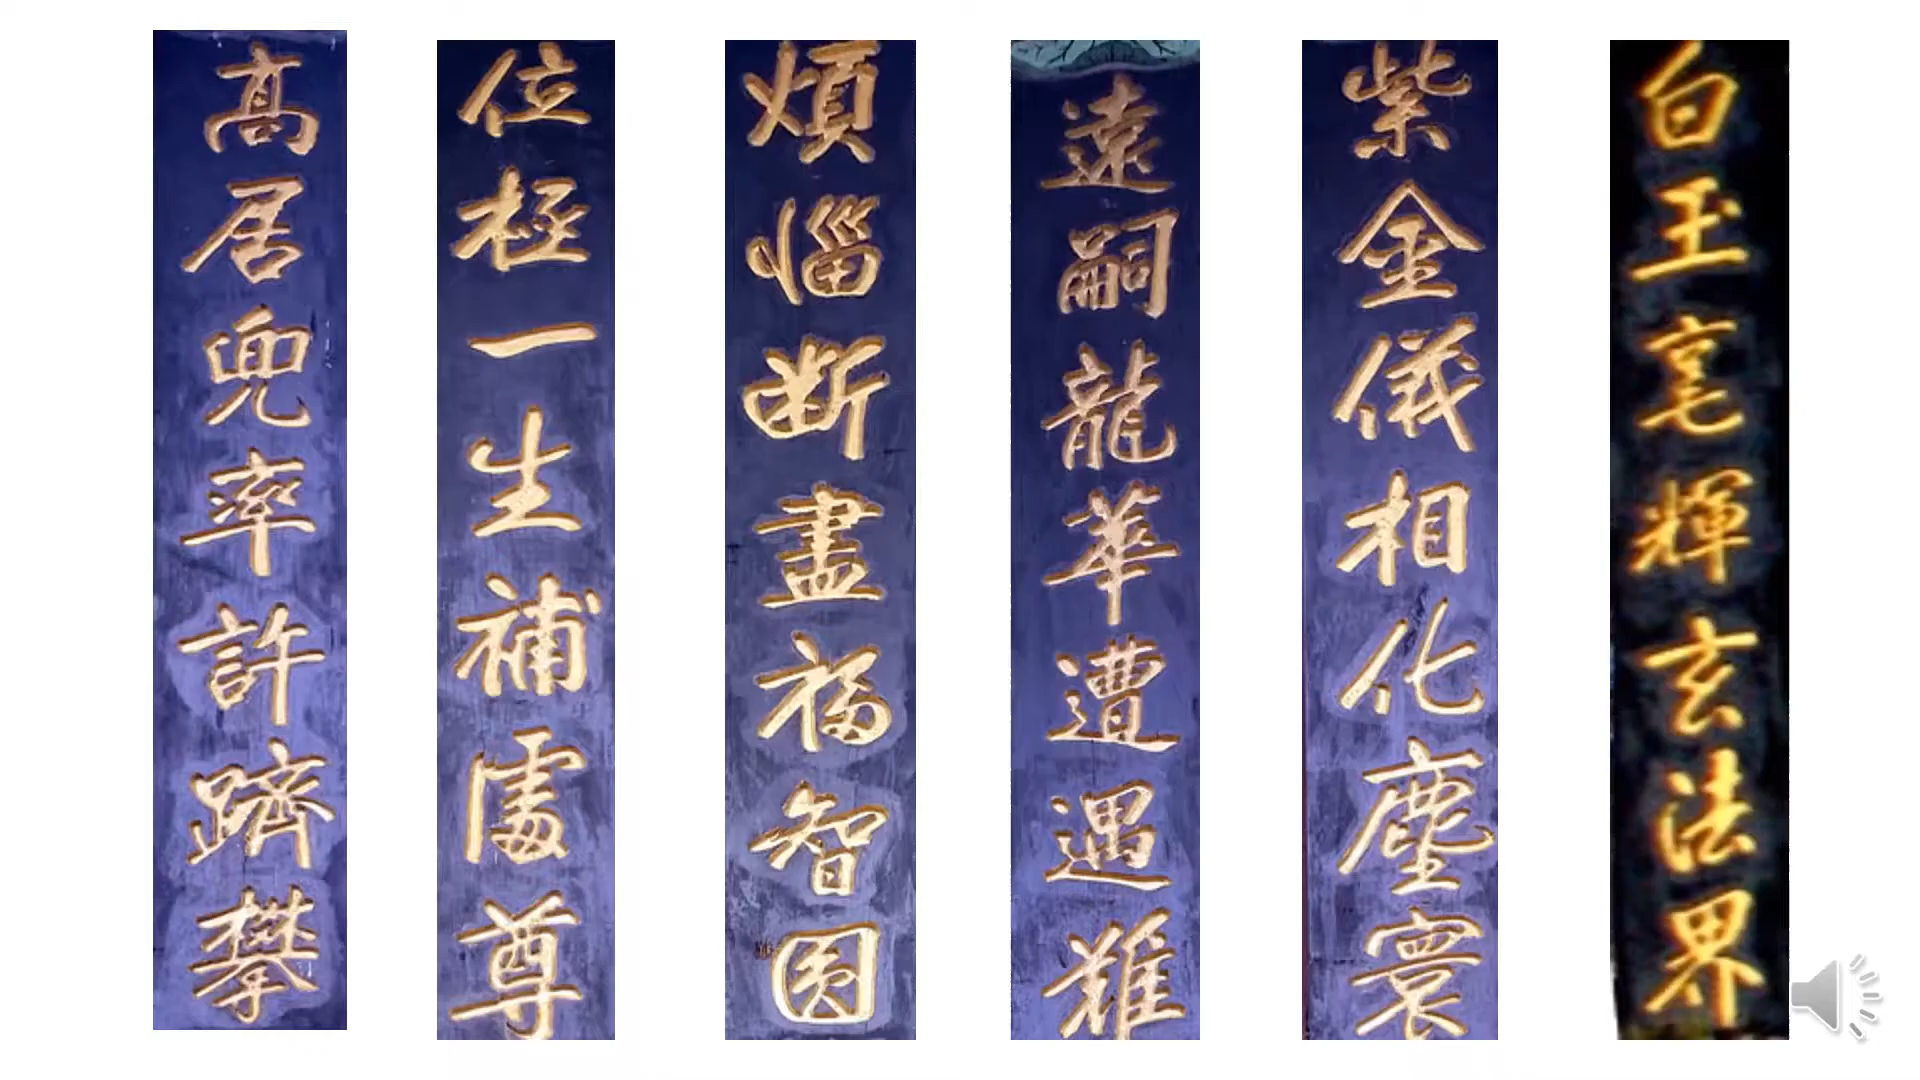 白玉毫輝玄法界
紫金儀相化塵寰
遠嗣龍華遭遇難
煩惱断盡福智圓
位極一生補處尊
高居兜率許躋攀